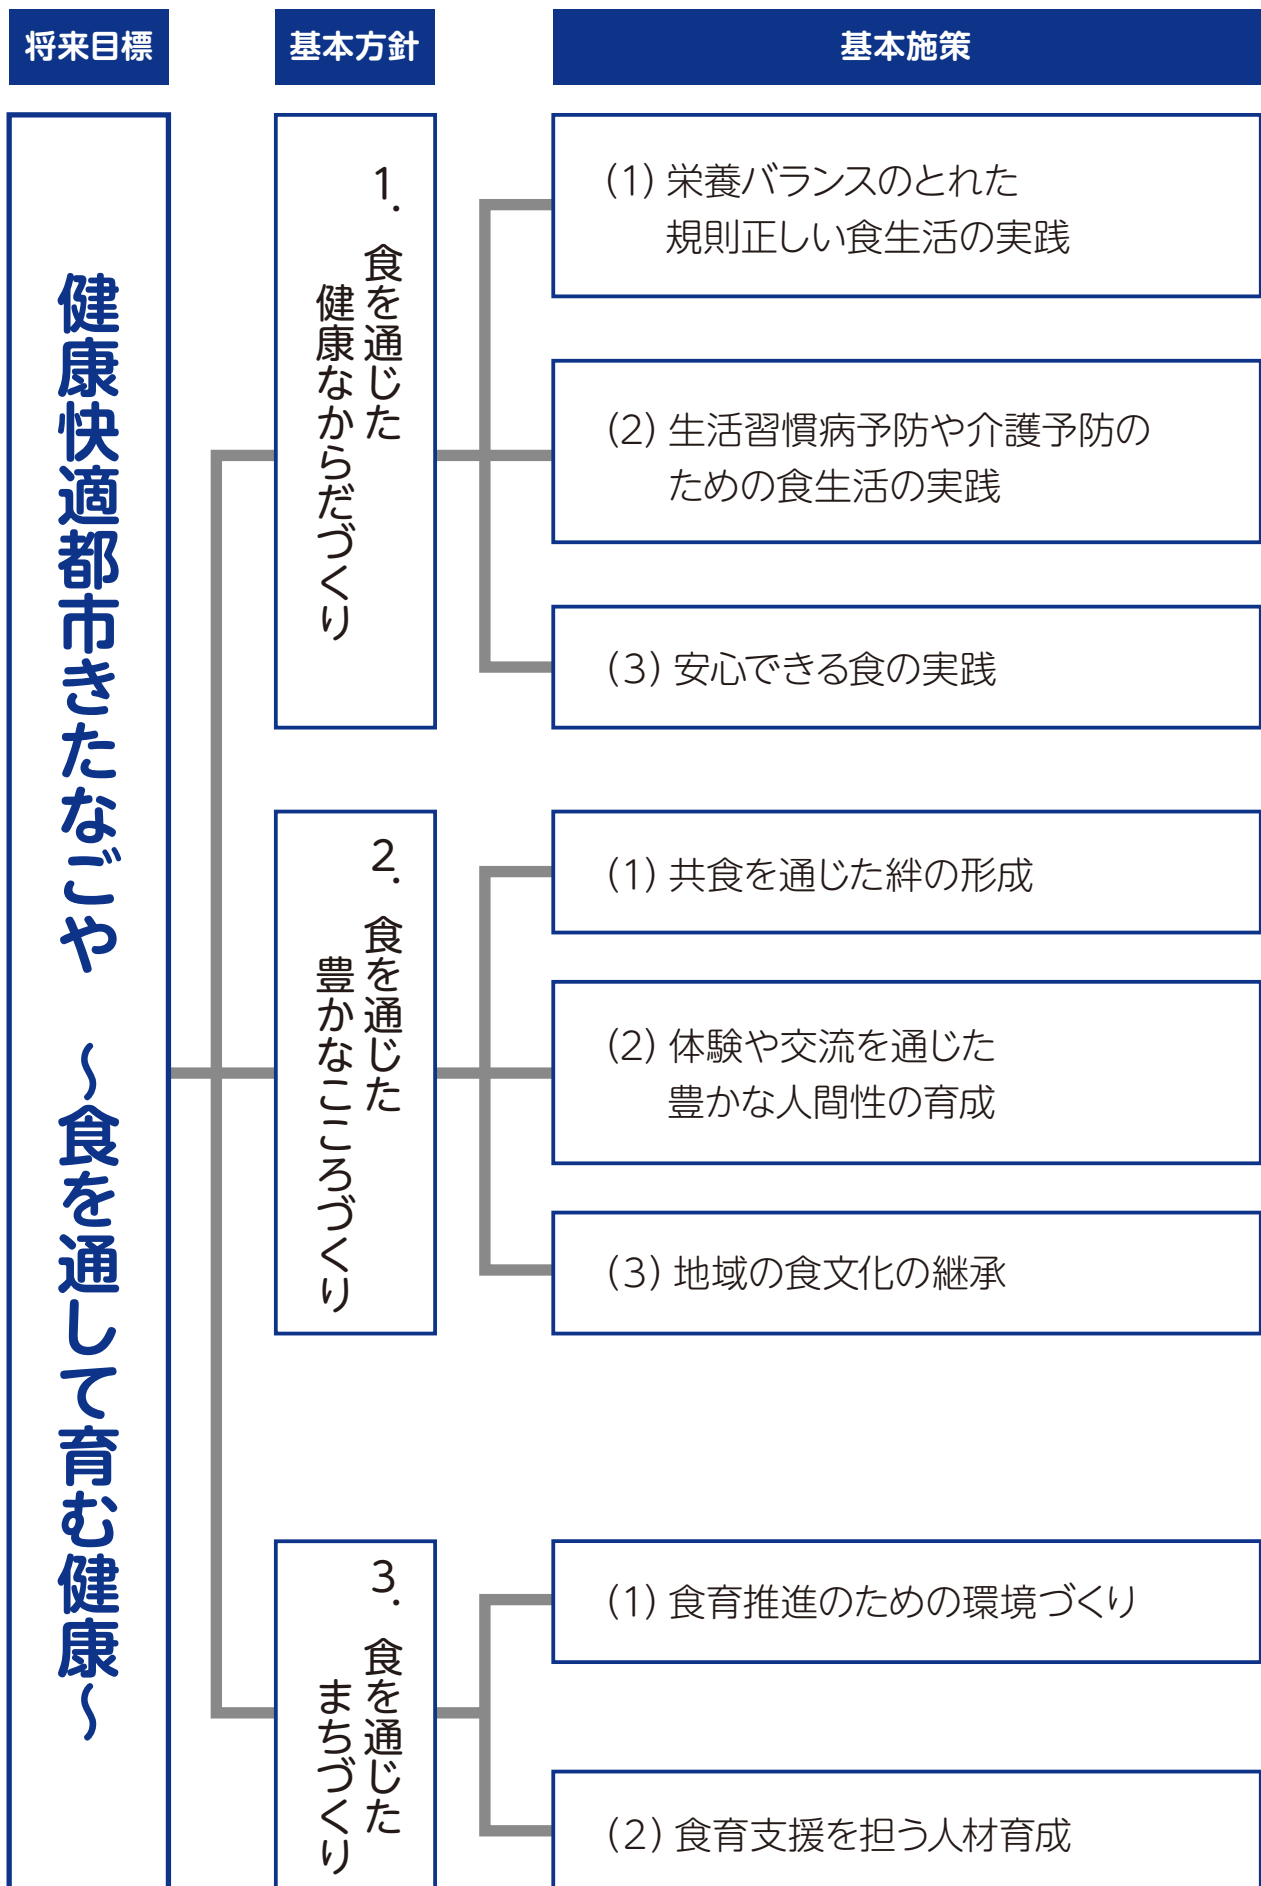 将来目標
基本方針
基本施策
健康快適都市きたなごや　～食を通して育む健康～
1. 食を通じた
健康なからだづくり
(1) 栄養バランスのとれた
規則正しい食生活の実践
(2) 生活習慣病予防や介護予防の
ための食生活の実践
(3) 安心できる食の実践
2. 食を通じた
豊かなこころづくり
(1) 共食を通じた絆の形成
(2) 体験や交流を通じた
豊かな人間性の育成
(3) 地域の食文化の継承
3. 食を通じた
まちづくり
(1) 食育推進のための環境づくり
(2) 食育支援を担う人材育成